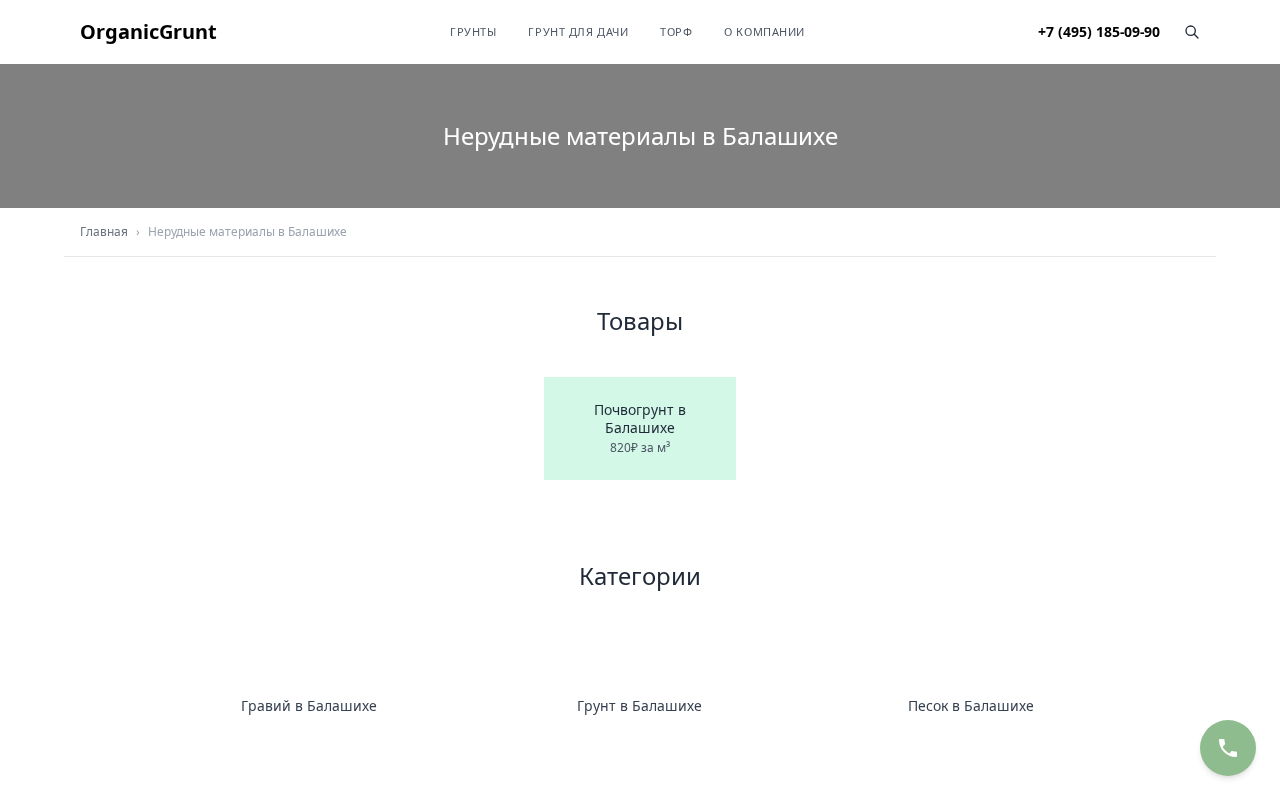 OrganicGrunt
ГРУНТЫ
ГРУНТ ДЛЯ ДАЧИ
ТОРФ
О КОМПАНИИ
+7 (495) 185-09-90
Нерудные материалы в Балашихе
Главная › Нерудные материалы в Балашихе
Товары
Почвогрунт в
Балашихе
820₽ за м³
Категории
Гравий в Балашихе
Грунт в Балашихе
Песок в Балашихе